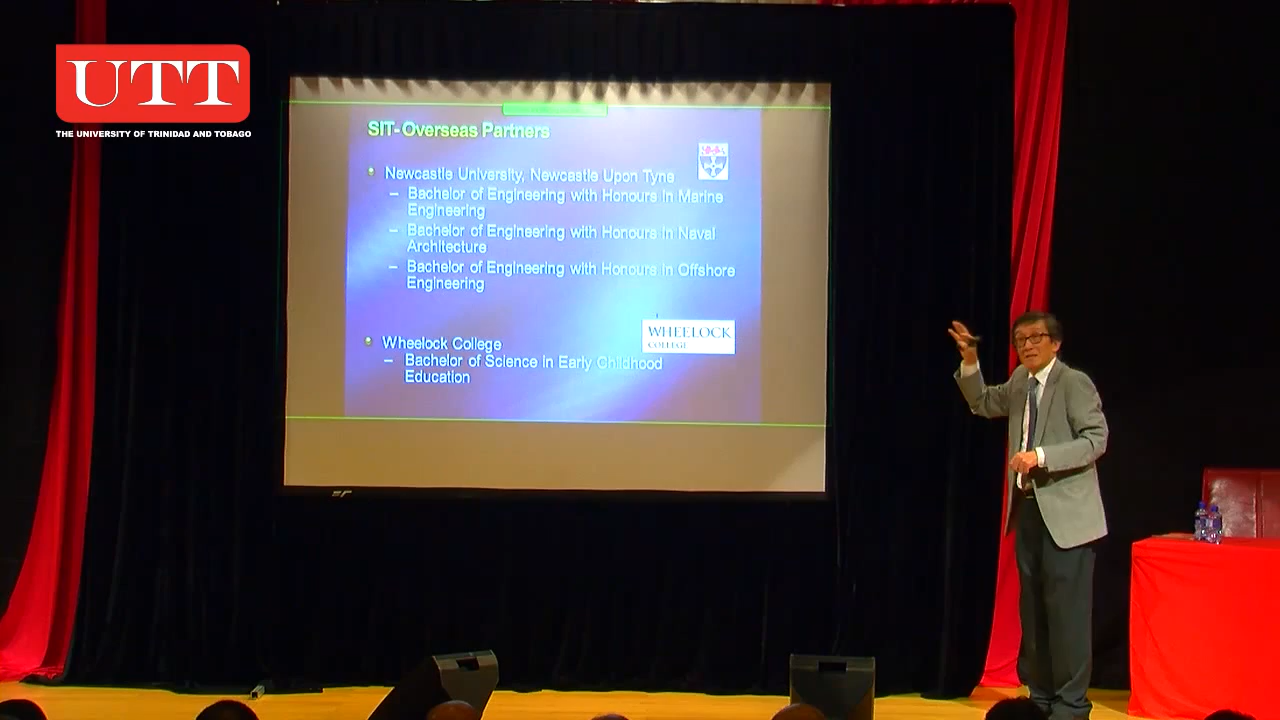 UTT
THE UNIVERSITY OF TRINIDAD AND TOBAGO
SIT- Overseas Partners
Newcastle University, Newcastle Upon Tyne
– Bachelor of Engineering with Honours in Marine
Engineering
– Bachelor of Engineering with Honours in Naval
Architecture
– Bachelor of Engineering with Honours in Offshore
Engineering
WHEELOCK
COLLEGE
Wheelock College
– Bachelor of Science in Early Childhood
Education